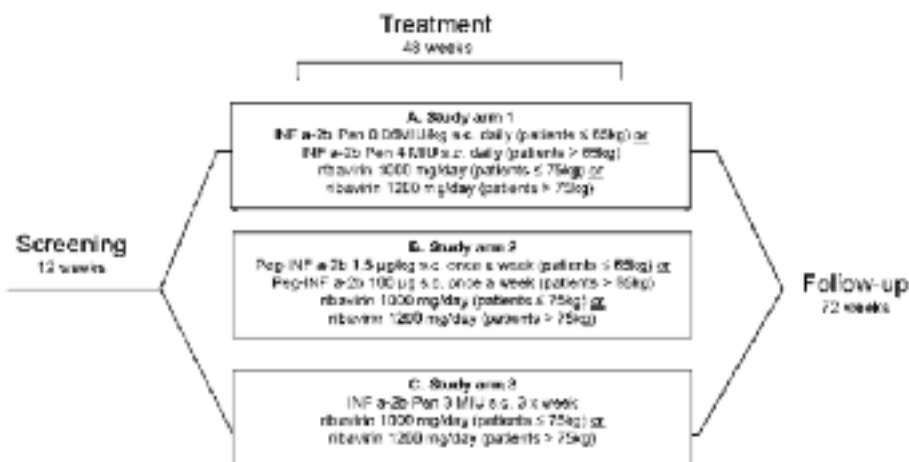 Treatment
48 weeks
A. Study arm 1
INF a-2b Pen 0.06MIU/kg s.c. daily (patients ≤ 65kg) or
INF a-2b Pen 4 MIU s.c. daily (patients > 65kg)
ribavirin 1000 mg/day (patients ≤ 75kg) or
ribavirin 1200 mg/day (patients > 75kg)
Screening
12 weeks
B. Study arm 2
Peg-INF a-2b 1.5 µg/kg s.c. once a week (patients ≤ 65kg) or
Peg-INF a-2b 100 µg s.c. once a week (patients > 65kg)
ribavirin 1000 mg/day (patients ≤ 75kg) or
ribavirin 1200 mg/day (patients > 75kg)
Follow-up
72 weeks
C. Study arm 3
INF a-2b Pen 3 MIU s.c. 3 x week
ribavirin 1000 mg/day (patients ≤ 75kg) or
ribavirin 1200 mg/day (patients > 75kg)